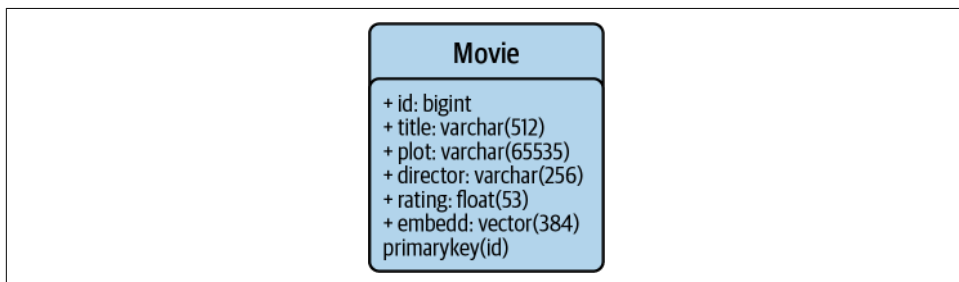 Movie
+ id: bigint
+ title: varchar(512)
+ plot: varchar(65535)
+ director: varchar(256)
+ rating: float(53)
+ embedd: vector(384)
primarykey(id)